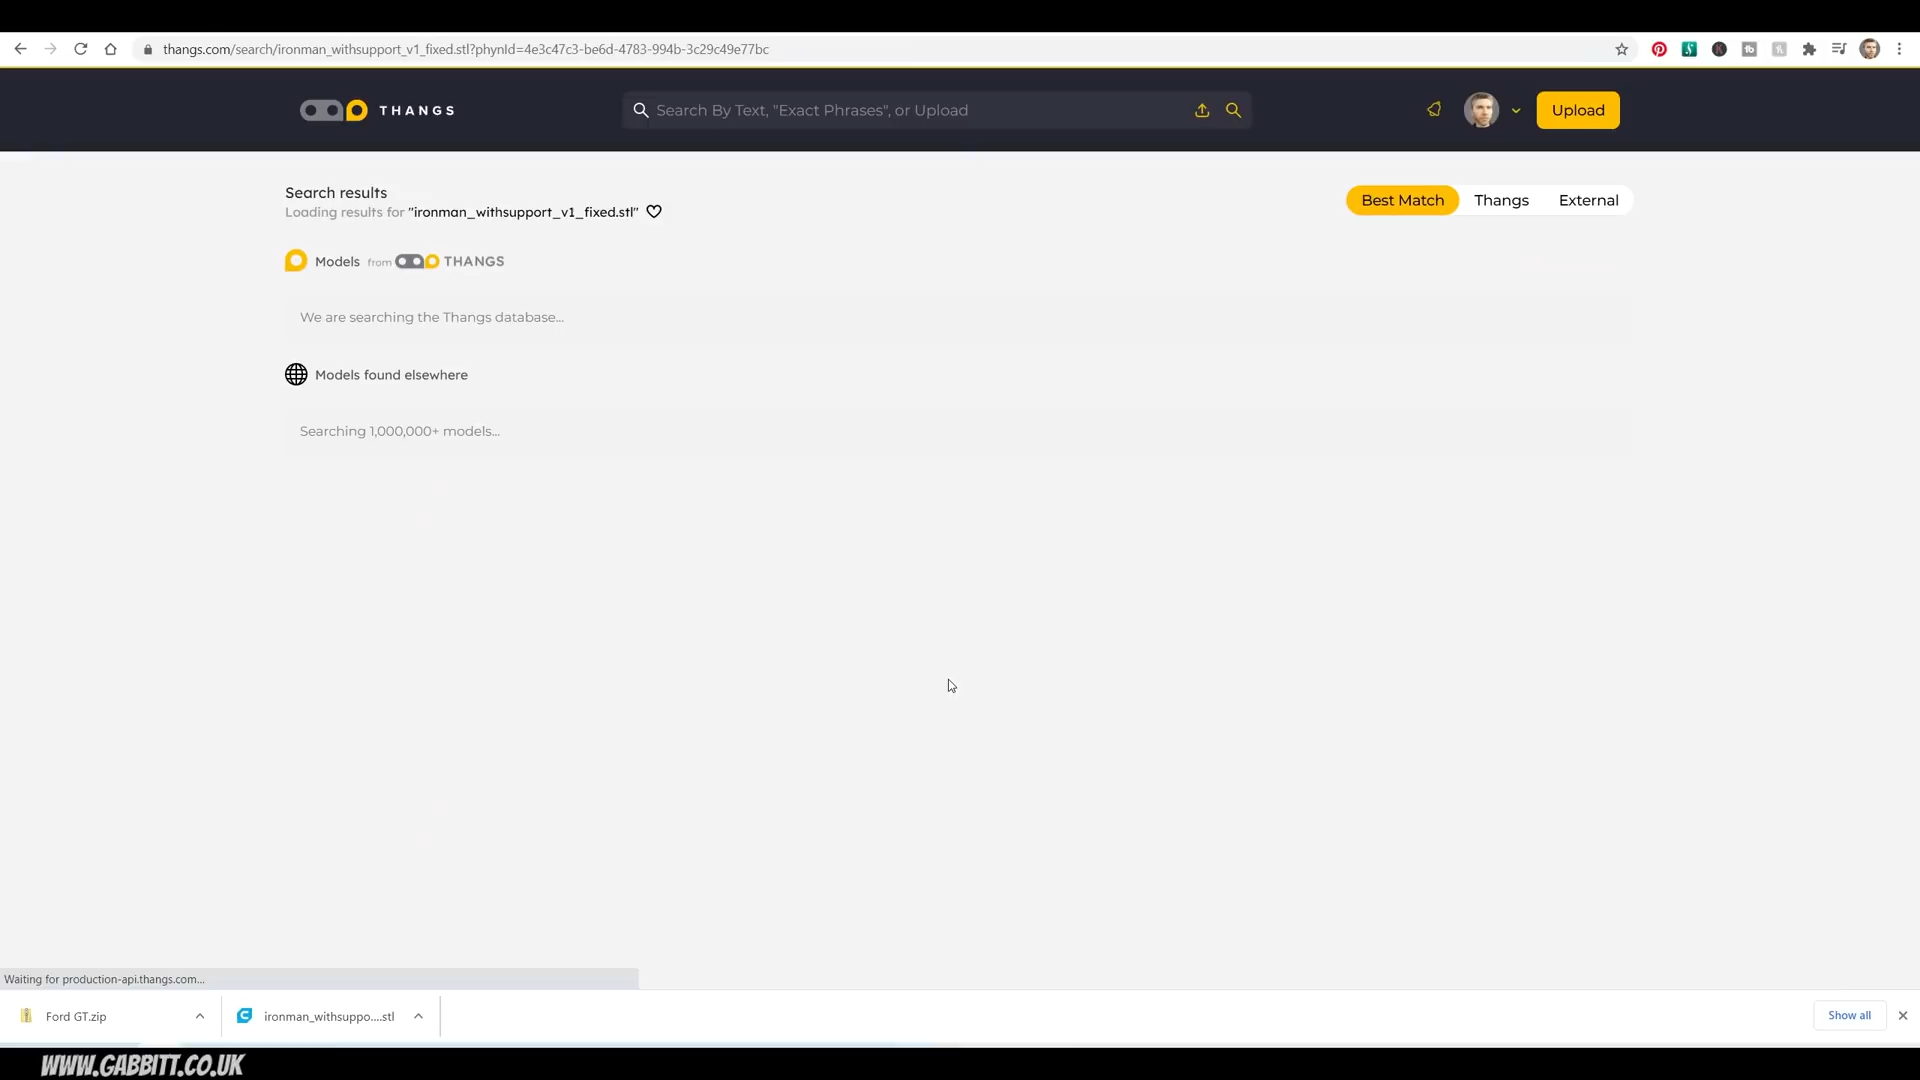 thangs.com/search/ironman_withsupport_v1_fixed.stl?phynId=4e3c47c3-be6d-4783-994b-3c29c49e77bc
THANGS
Search By Text, "Exact Phrases", or Upload
Upload
Search results
Loading results for "ironman_withsupport_v1_fixed.stl"
Best Match Thangs External
Models from THANGS
We are searching the Thangs database...
Models found elsewhere
Searching 1,000,000+ models...
Waiting for production-api.thangs.com...
Ford GT.zip
ironman_withsuppo....stl
Show all
WWW.GABBITT.CO.UK